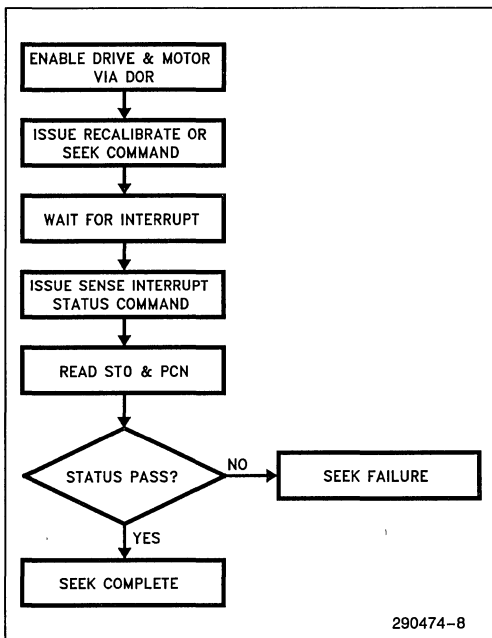 ENABLE DRIVE & MOTOR
VIA DOR
ISSUE RECALIBRATE OR
SEEK COMMAND
WAIT FOR INTERRUPT
ISSUE SENSE INTERRUPT
STATUS COMMAND
READ ST0 & PCN
STATUS PASS?
NO
SEEK FAILURE
YES
SEEK COMPLETE
290474-8